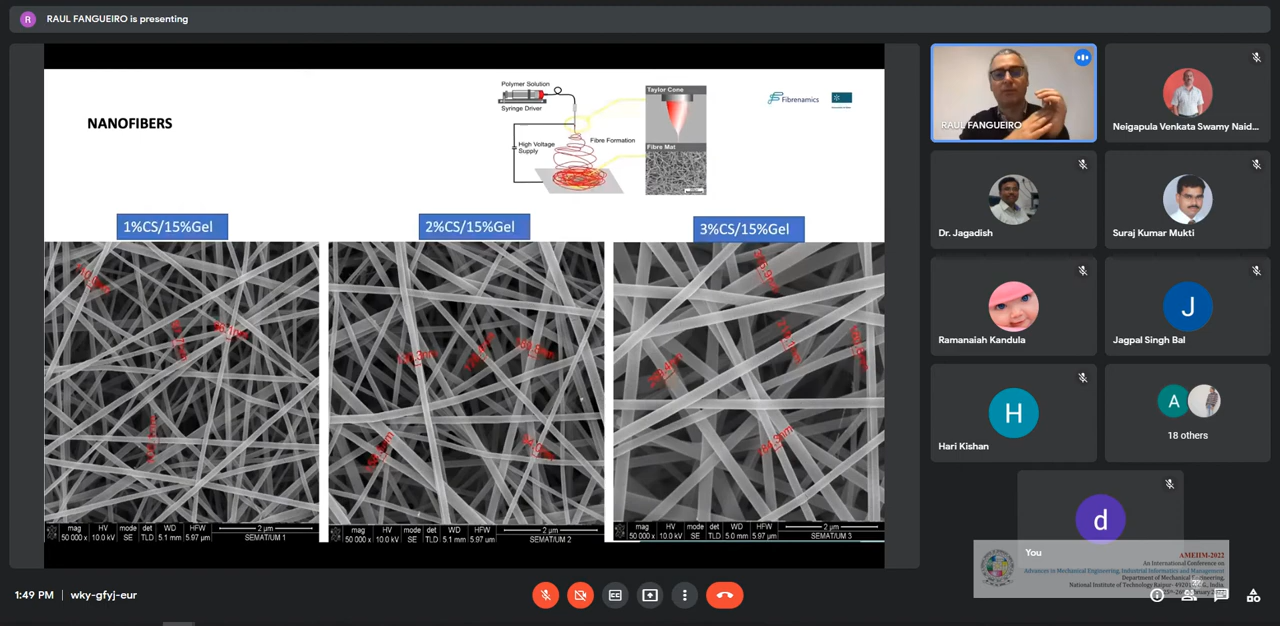 R RAUL FANGUEIRO is presenting
NANOFIBERS
Polymer Solution
Syringe Driver
High Voltage
Supply
Fibre Formation
Taylor Cone
Fibre Mat
Fibrenamics
1%CS/15%Gel
2%CS/15%Gel
3%CS/15%Gel
mag HV mode det WD HFW 2 µm
50 000 x 10.0 kV SE TLD 5.1 mm 5.97 µm SEMAT/UM 1
mag HV mode det WD HFW 2 µm
50 000 x 10.0 kV SE TLD 5.1 mm 5.97 µm SEMAT/UM 2
mag HV mode det WD HFW 2 µm
50 000 x 10.0 kV SE TLD 5.0 mm 5.97 µm SEMAT/UM 3
RAUL FANGUEIRO
Neigapula Venkata Swamy Naid...
Dr. Jagadish
Suraj Kumar Mukti
Ramanaiah Kandula
J
Jagpal Singh Bal
H
Hari Kishan
A
18 others
d
You
AMEHM-2022
An International Conference on
Advances in Mechanical Engineering, Industrial Informatics and Management
Department of Mechanical Engineering,
National Institute of Technology Raipur- 492010
1:49 PM | wky-gfyj-eur
CC